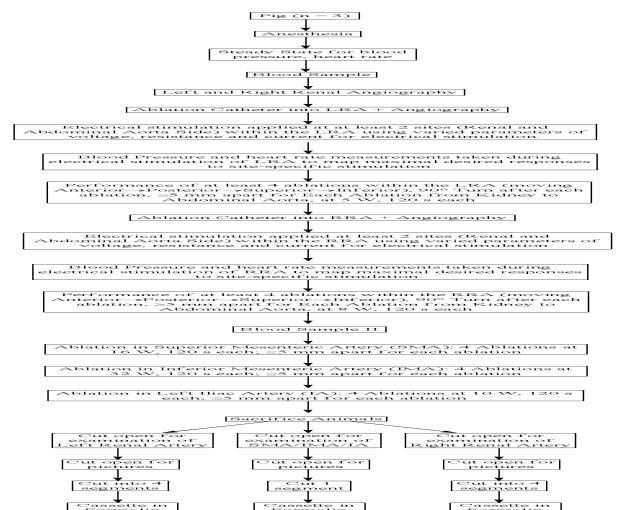 Pig (n = 3)
Anesthesia
Steady State for blood
pressure, heart rate
Blood Sample
Left and Right Renal Angiography
Ablation Catheter into LRA + Angiography
Electrical stimulation applied at at least 2 sites (Renal and
Abdominal Aorta Side) within the LRA using varied parameters of
voltage, resistance and current for electrical stimulation.
Blood Pressure and heart rate measurements taken during
electrical stimulation of LRA to map maximal desired responses
to site-specific stimulation
Performance of at least 4 ablations within the LRA (moving
Anterior→Posterior→Superior→Inferior), 90° Turn after each
ablation, ≥5 mm apart for Each Ablation from Kidney to
Abdominal Aorta, at 5 W, 120 s each
Ablation Catheter into RRA + Angiography
Electrical stimulation applied at least 2 sites (Renal and
Abdominal Aorta Side) within the RRA using varied parameters of
voltage, resistance and current for electrical stimulation
Blood Pressure and heart rate measurements taken during
electrical stimulation of RRA to map maximal desired responses
to site-specific stimulation.
Performance of at least 4 ablations within the RRA (moving
Anterior→Posterior→Superior→Inferior), 90° Turn after each
ablation, ≥5 mm apart for Each Ablation from Kidney to
Abdominal Aorta, at 8 W, 120 s each
Blood Sample II
Ablation in Superior Mesenteric Artery (SMA): 4 Ablations at
16 W, 120 s each; ≥5 mm apart for each ablation
Ablation in Inferior Mesenteric Artery (IMA): 4 Ablations at
32 W, 120 s each; ≥5 mm apart for each ablation
Ablation in Left Iliac Artery (IA): 4 Ablations at 10 W, 120 s
each; ≥5 mm apart for each ablation
Sacrifice Animals
Cut open for
examination of
Left Renal Artery
Cut open for
examination of
SMA/IMA/IA
Cut open for
examination of
Right Renal Artery
Cut open for
pictures
Cut open for
pictures
Cut open for
pictures
Cut into 4
segments
Cut 1
segment
Cut into 4
segments
Cassette in
Formalin
Cassette in
Formalin
Cassette in
Formalin